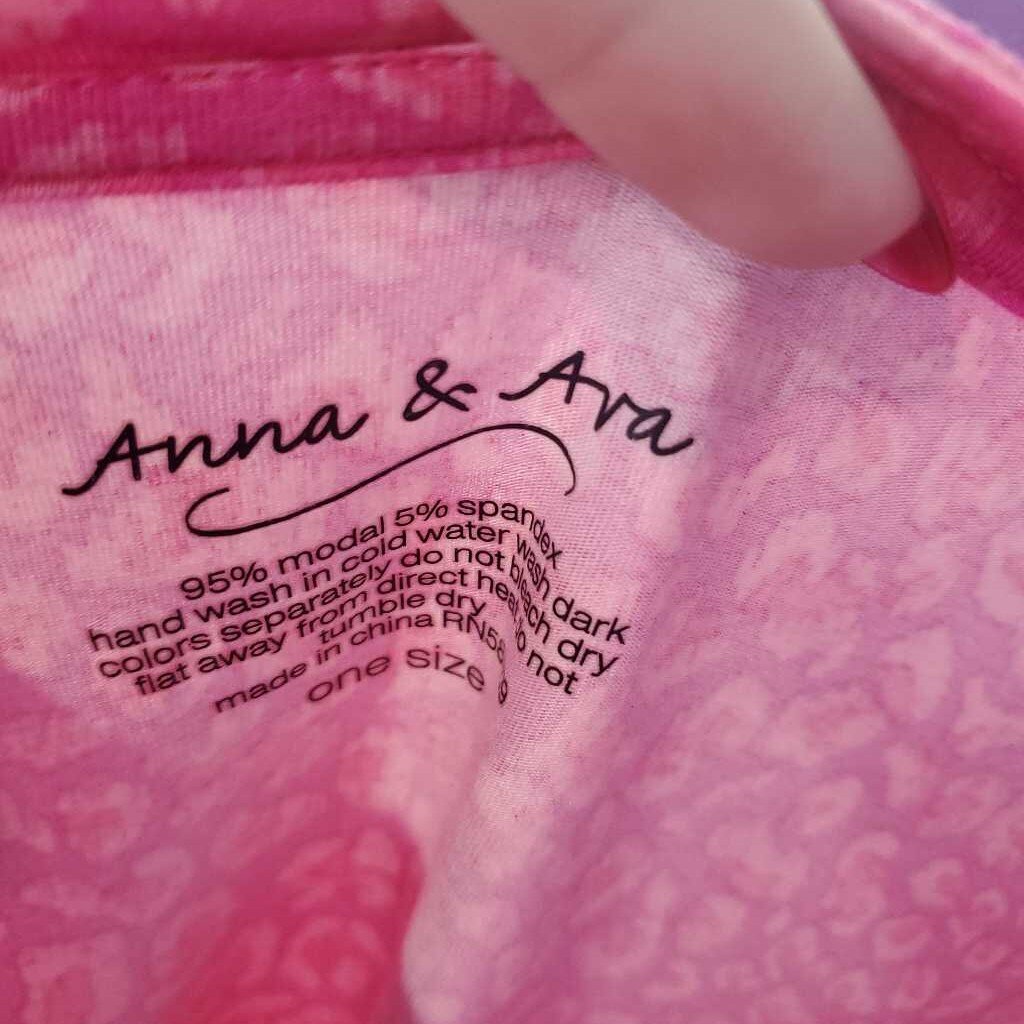 Anna & Ava
95% modal 5% spandex
hand wash in cold water wash dark
colors separately do not bleach dry
flat away from direct heat do not
tumble dry
made in china
one size